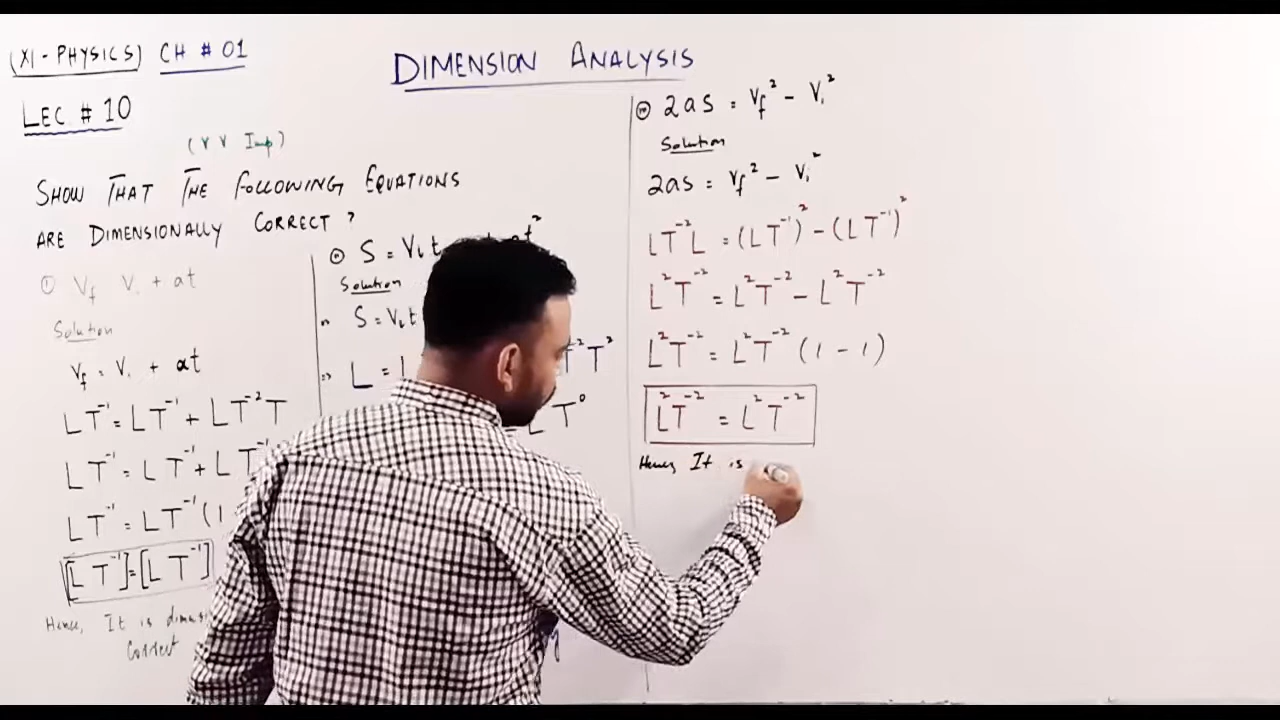 (XI - PHYSICS) CH # 01
DIMENSION ANALYSIS
LEC # 10
(V V Imp)
SHOW THAT THE FOLLOWING EQUATIONS
ARE DIMENSIONALLY CORRECT ?
① Vf Vi + at
Solution
Vf = Vi + at
LT⁻¹ = LT⁻¹ + LT⁻²T
LT⁻¹ = LT⁻¹ + LT
LT⁻¹ = LT⁻¹ (1
[LT⁻¹] = [LT⁻¹]
Hence, It is
Correct
S = Vit
Solution
S = Vit
L =
T²
T⁰
2as = Vf² - Vi²
Solution
2as = Vf² - Vi²
LT⁻²L = (LT⁻¹)² - (LT⁻¹)²
L²T⁻² = L²T⁻² - L²T⁻²
L²T⁻² = L²T⁻² (1 - 1)
L²T⁻² = L²T⁻²
Hence, It is